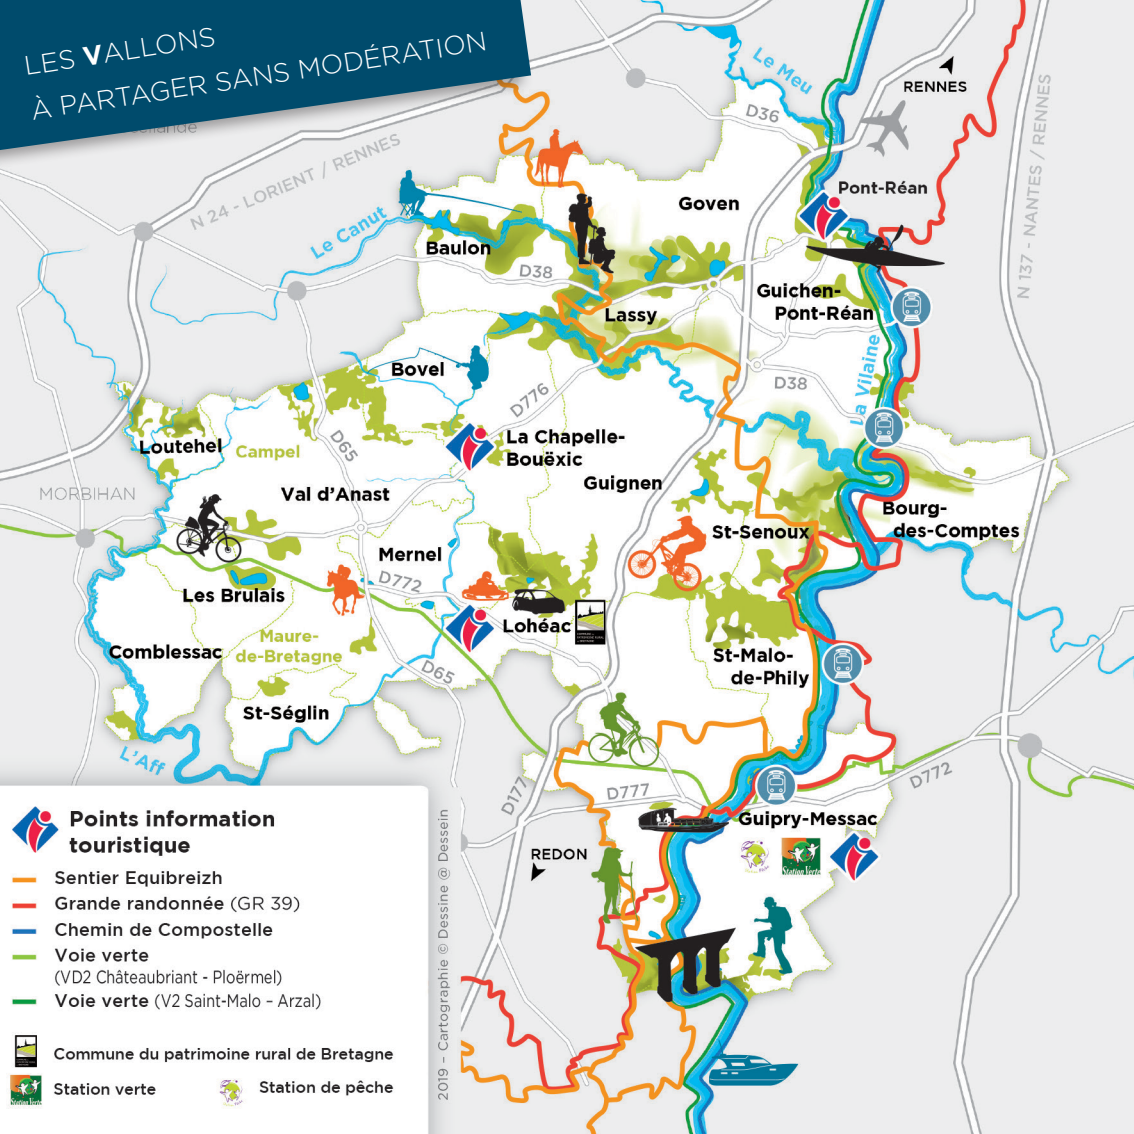 LES VALLONS
À PARTAGER SANS MODÉRATION
Le Meu
RENNES
D36
N 24 - LORIENT / RENNES
N 137 - NANTES / RENNES
Pont-Réan
Goven
Le Canut
Baulon
D38
Guichen-
Pont-Réan
Lassy
La Vilaine
Bovel
D38
D776
Loutehel
Campel
D65
La Chapelle-
Bouëxic
Guignen
MORBIHAN
Val d'Anast
Bourg-
des-Comptes
St-Senoux
Mernel
D772
Les Brulais
Lohéac
Maure-
de-Bretagne
Comblessac
St-Malo-
de-Phily
D65
St-Séglin
L'Aff
D772
D177
D777
Guipry-Messac
Station Verte
REDON
Points information
touristique
Sentier Equibreizh
Grande randonnée (GR 39)
Chemin de Compostelle
Voie verte
(VD2 Châteaubriant - Ploërmel)
Voie verte (V2 Saint-Malo – Arzal)
Commune du patrimoine rural de Bretagne
Station Verte
Station verte
Station de pêche
2019 – Cartographie © Dessine @ Dessein